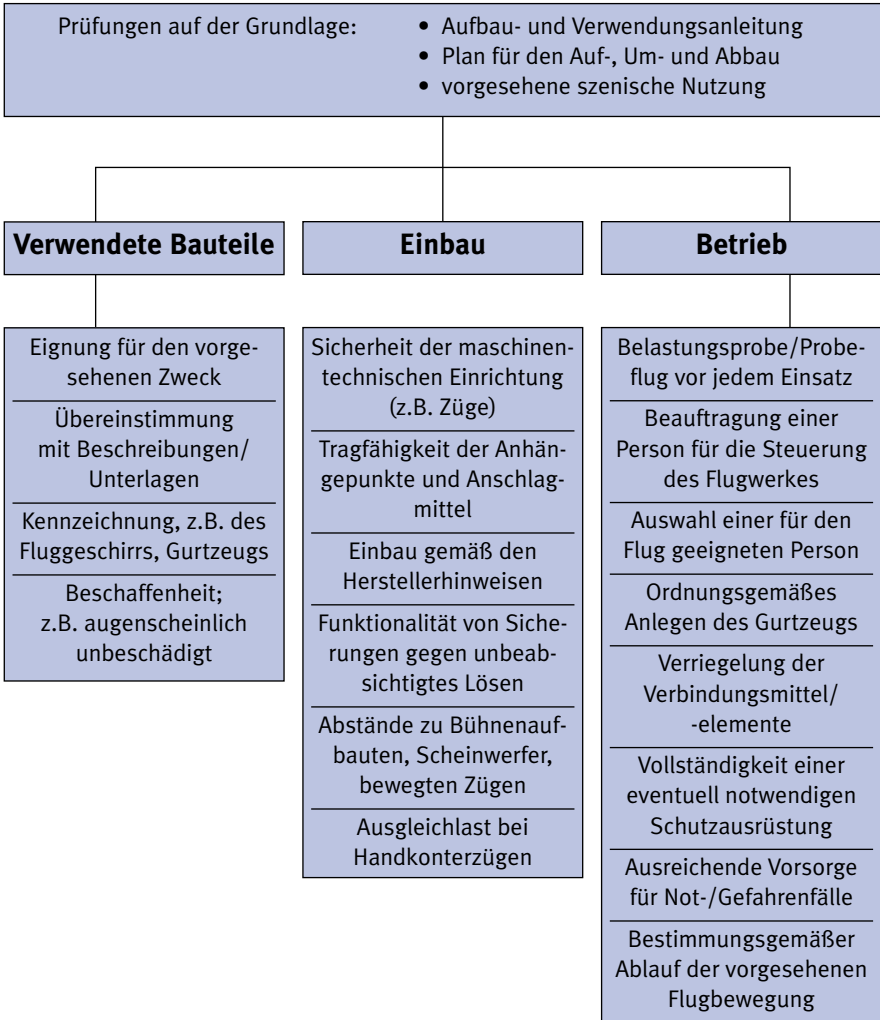 Prüfungen auf der Grundlage:
• Aufbau- und Verwendungsanleitung
• Plan für den Auf-, Um- und Abbau
• vorgesehene szenische Nutzung
Verwendete Bauteile
Eignung für den vorge-
sehenen Zweck
Übereinstimmung
mit Beschreibungen/
Unterlagen
Kennzeichnung, z.B. des
Fluggeschirrs, Gurtzeugs
Beschaffenheit;
z.B. augenscheinlich
unbeschädigt
Einbau
Sicherheit der maschinen-
technischen Einrichtung
(z.B. Züge)
Tragfähigkeit der Anhän-
gepunkte und Anschlag-
mittel
Einbau gemäß den
Herstellerhinweisen
Funktionalität von Siche-
rungen gegen unbeab-
sichtigtes Lösen
Abstände zu Bühnenauf-
bauten, Scheinwerfer,
bewegten Zügen
Ausgleichlast bei
Handkonterzügen
Betrieb
Belastungsprobe/Probe-
flug vor jedem Einsatz
Beauftragung einer
Person für die Steuerung
des Flugwerkes
Auswahl einer für den
Flug geeigneten Person
Ordnungsgemäßes
Anlegen des Gurtzeugs
Verriegelung der
Verbindungsmittel/
-elemente
Vollständigkeit einer
eventuell notwendigen
Schutzausrüstung
Ausreichende Vorsorge
für Not-/Gefahrenfälle
Bestimmungsgemäßer
Ablauf der vorgesehenen
Flugbewegung